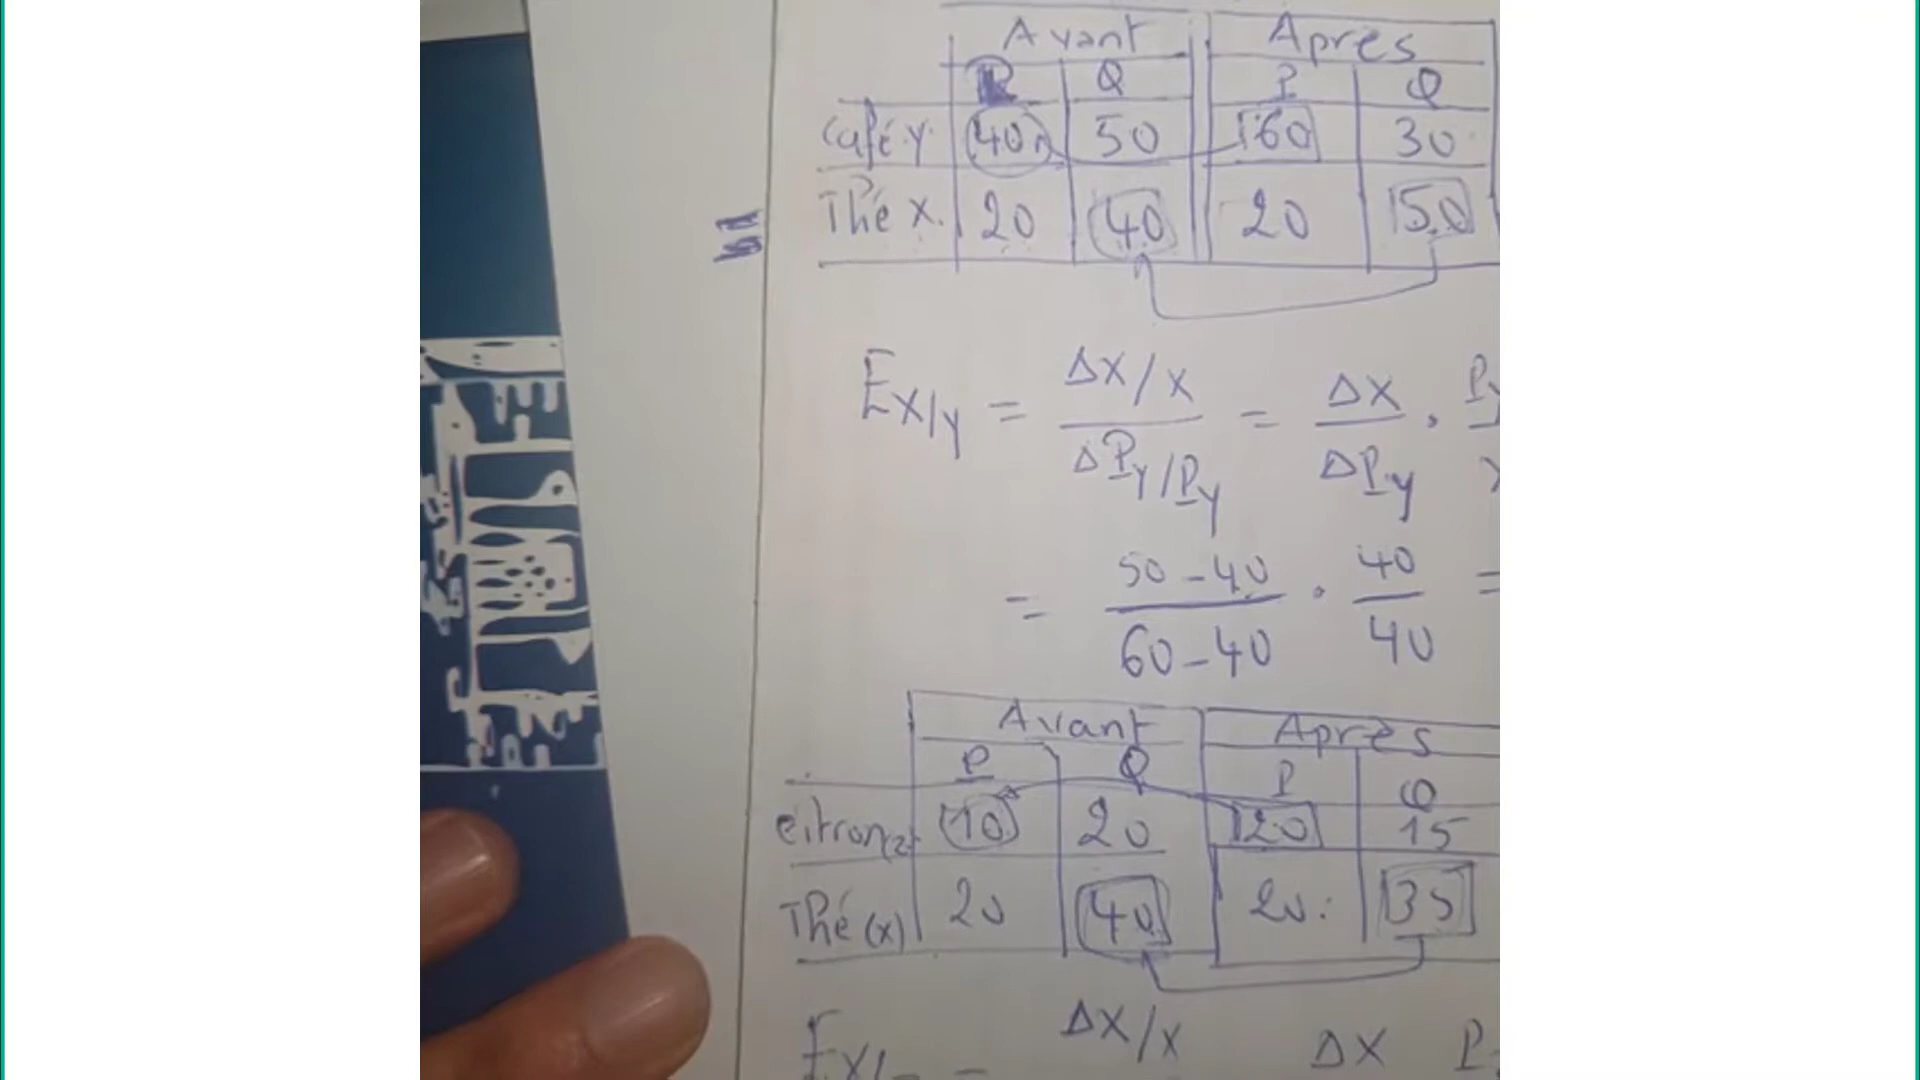 Avant Après
P Q P Q
Café y 40 50 60 30
Thé x. 20 40 20 50
Ex/y = Δx/x / ΔPy/Py = Δx / ΔPy .
= 50-40 / 60-40 . 40 / 40 =
Avant Après
P Q P Q
citron(z) 10 20 20 15
Thé (x) 20 40 20 35
Δx/x Δx